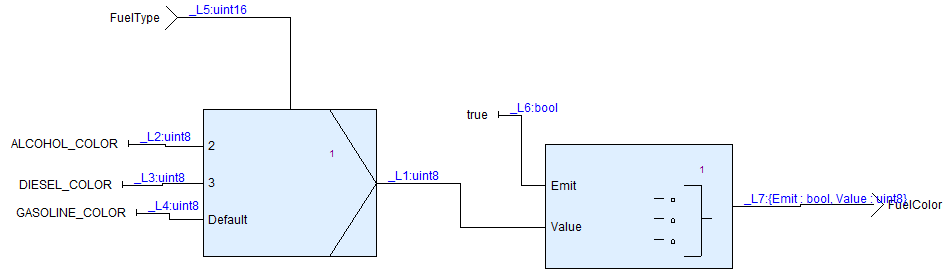 FuelType
_L5:uint16
true
_L6:bool
ALCOHOL_COLOR
_L2:uint8
2
1
DIESEL_COLOR
_L3:uint8
3
_L1:uint8
GASOLINE_COLOR
_L4:uint8
Default
1
Emit
Value
_L7:{Emit : bool, Value : uint8}
FuelColor